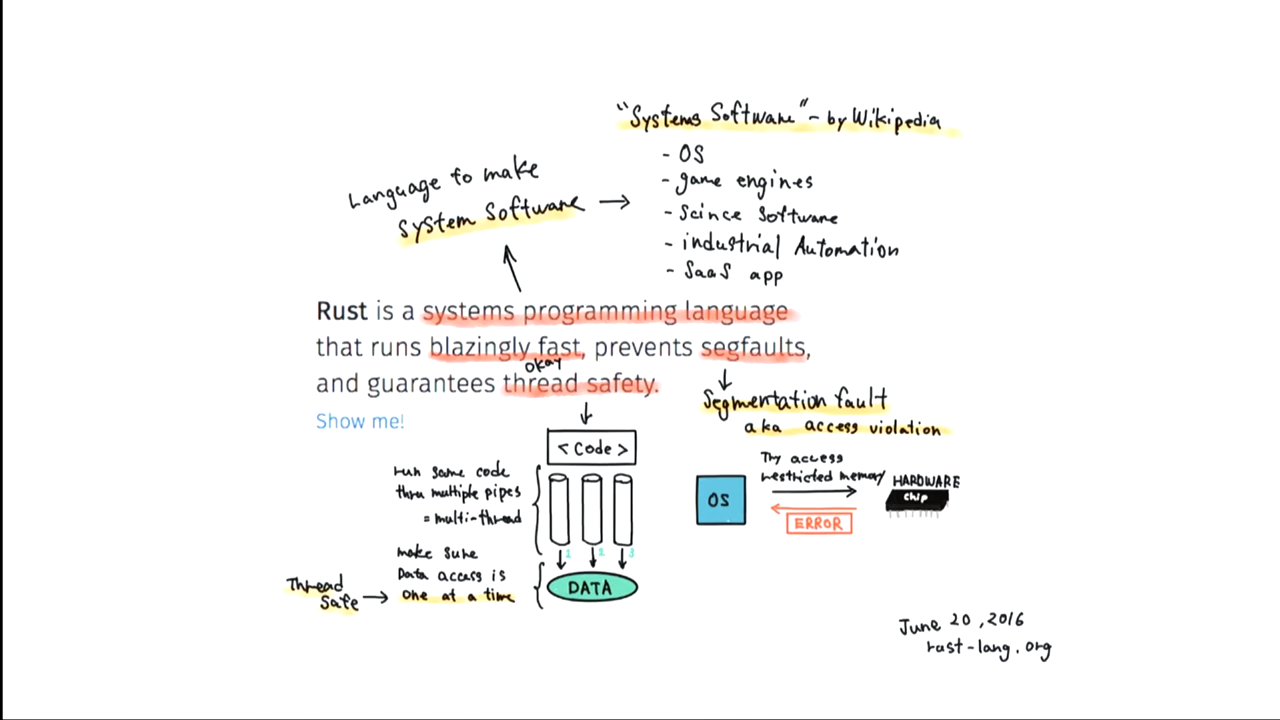 "Systems Software" - by Wikipedia
- OS
- game engines
- Scince Software
- industrial Automation
- SaaS app
Language to make
System Software
Rust is a systems programming language
that runs blazingly fast, prevents segfaults,
okay
and guarantees thread safety.
Show me!
Segmentation fault
aka access violation
<Code>
run same code
thru multiple pipes
= multi-thread
1 2 3
make sure
Data access is
one at a time
Thread
Safe
DATA
OS
Try access
restricted memory
ERROR
HARDWARE
chip
June 20, 2016
rust-lang.org